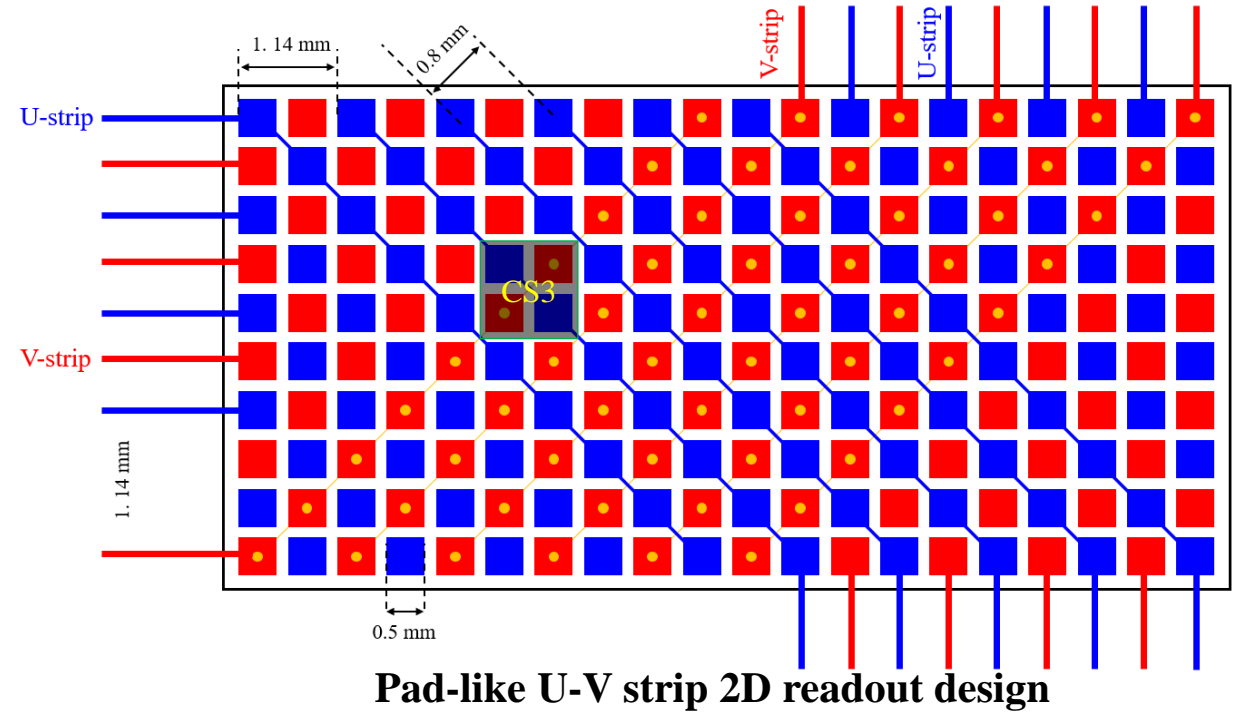 1. 14 mm
0.8 mm
V-strip
U-strip
U-strip
CS3
V-strip
1. 14 mm
0.5 mm
Pad-like U-V strip 2D readout design